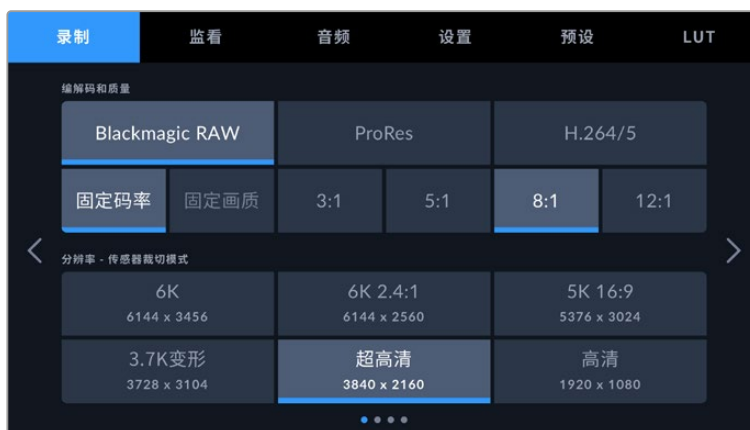 录制 监看 音频 设置 预设 LUT
编解码和质量
Blackmagic RAW ProRes H.264/5
固定码率 固定画质 3:1 5:1 8:1 12:1
分辨率 - 传感器裁切模式
6K 6K 2.4:1 5K 16:9
6144 x 3456 6144 x 2560 5376 x 3024
3.7K变形 超高清 高清
3728 x 3104 3840 x 2160 1920 x 1080